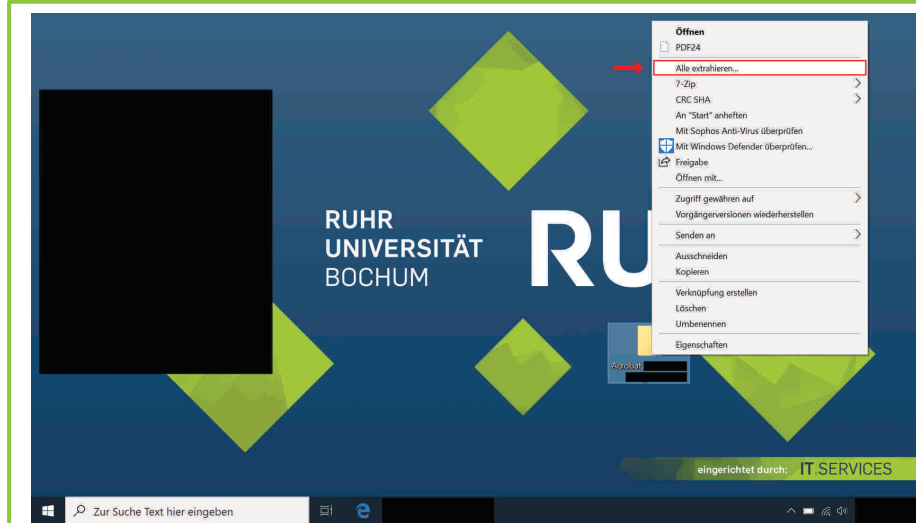 Öffnen
PDF24
Alle extrahieren...
7-Zip
CRC SHA
An "Start" anheften
Mit Sophos Anti-Virus überprüfen
Mit Windows Defender überprüfen...
Freigabe
Öffnen mit...
Zugriff gewähren auf
Vorgängerversionen wiederherstellen
Senden an
Ausschneiden
Kopieren
Verknüpfung erstellen
Löschen
Umbenennen
Eigenschaften
RUHR
UNIVERSITÄT
BOCHUM
RU
Acrobat
eingerichtet durch: IT.SERVICES
Zur Suche Text hier eingeben